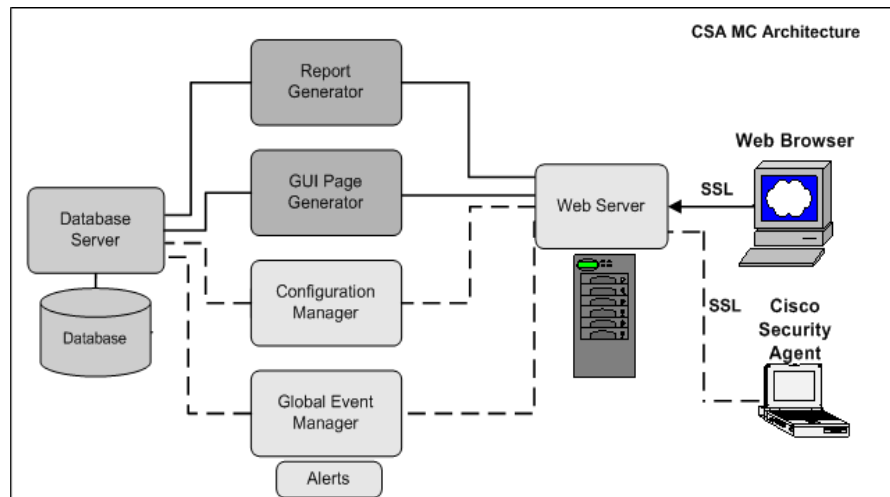 CSA MC Architecture
Report
Generator
GUI Page
Generator
Database
Server
Database
Configuration
Manager
Global Event
Manager
Alerts
Web Server
SSL
Web Browser
SSL
Cisco
Security
Agent